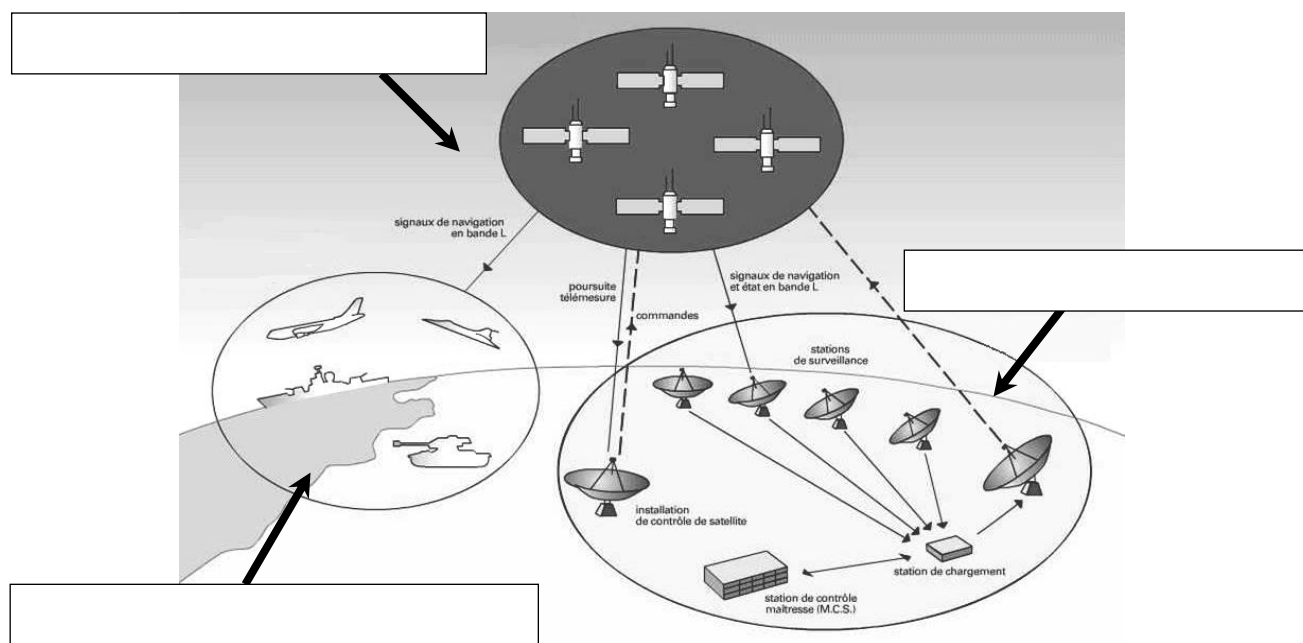 signaux de navigation
en bande L
poursuite
télémesure
commandes
signaux de navigation
et état en bande L
stations
de surveillance
installation
de contrôle de satellite
station de chargement
station de contrôle
maîtresse (M.C.S.)